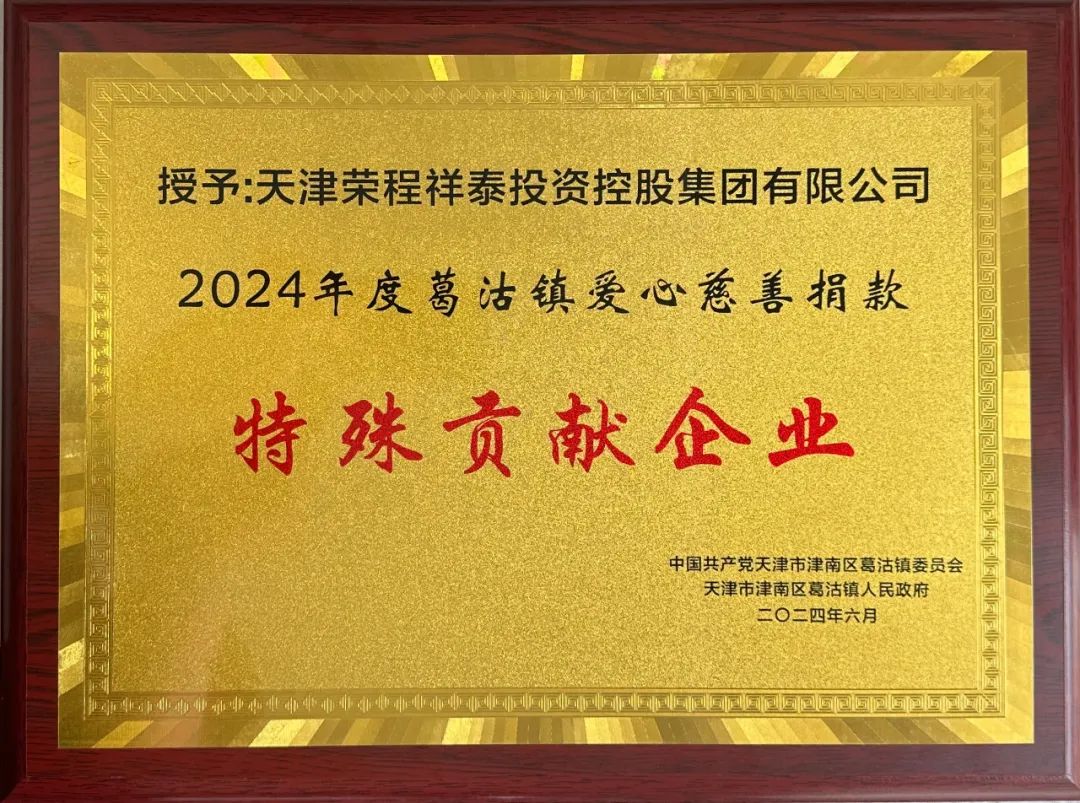 授予:天津荣程祥泰投资控股集团有限公司
2024年度葛沽镇爱心慈善捐款
特殊贡献企业
中国共产党天津市津南区葛沽镇委员会
天津市津南区葛沽镇人民政府
二〇二四年六月